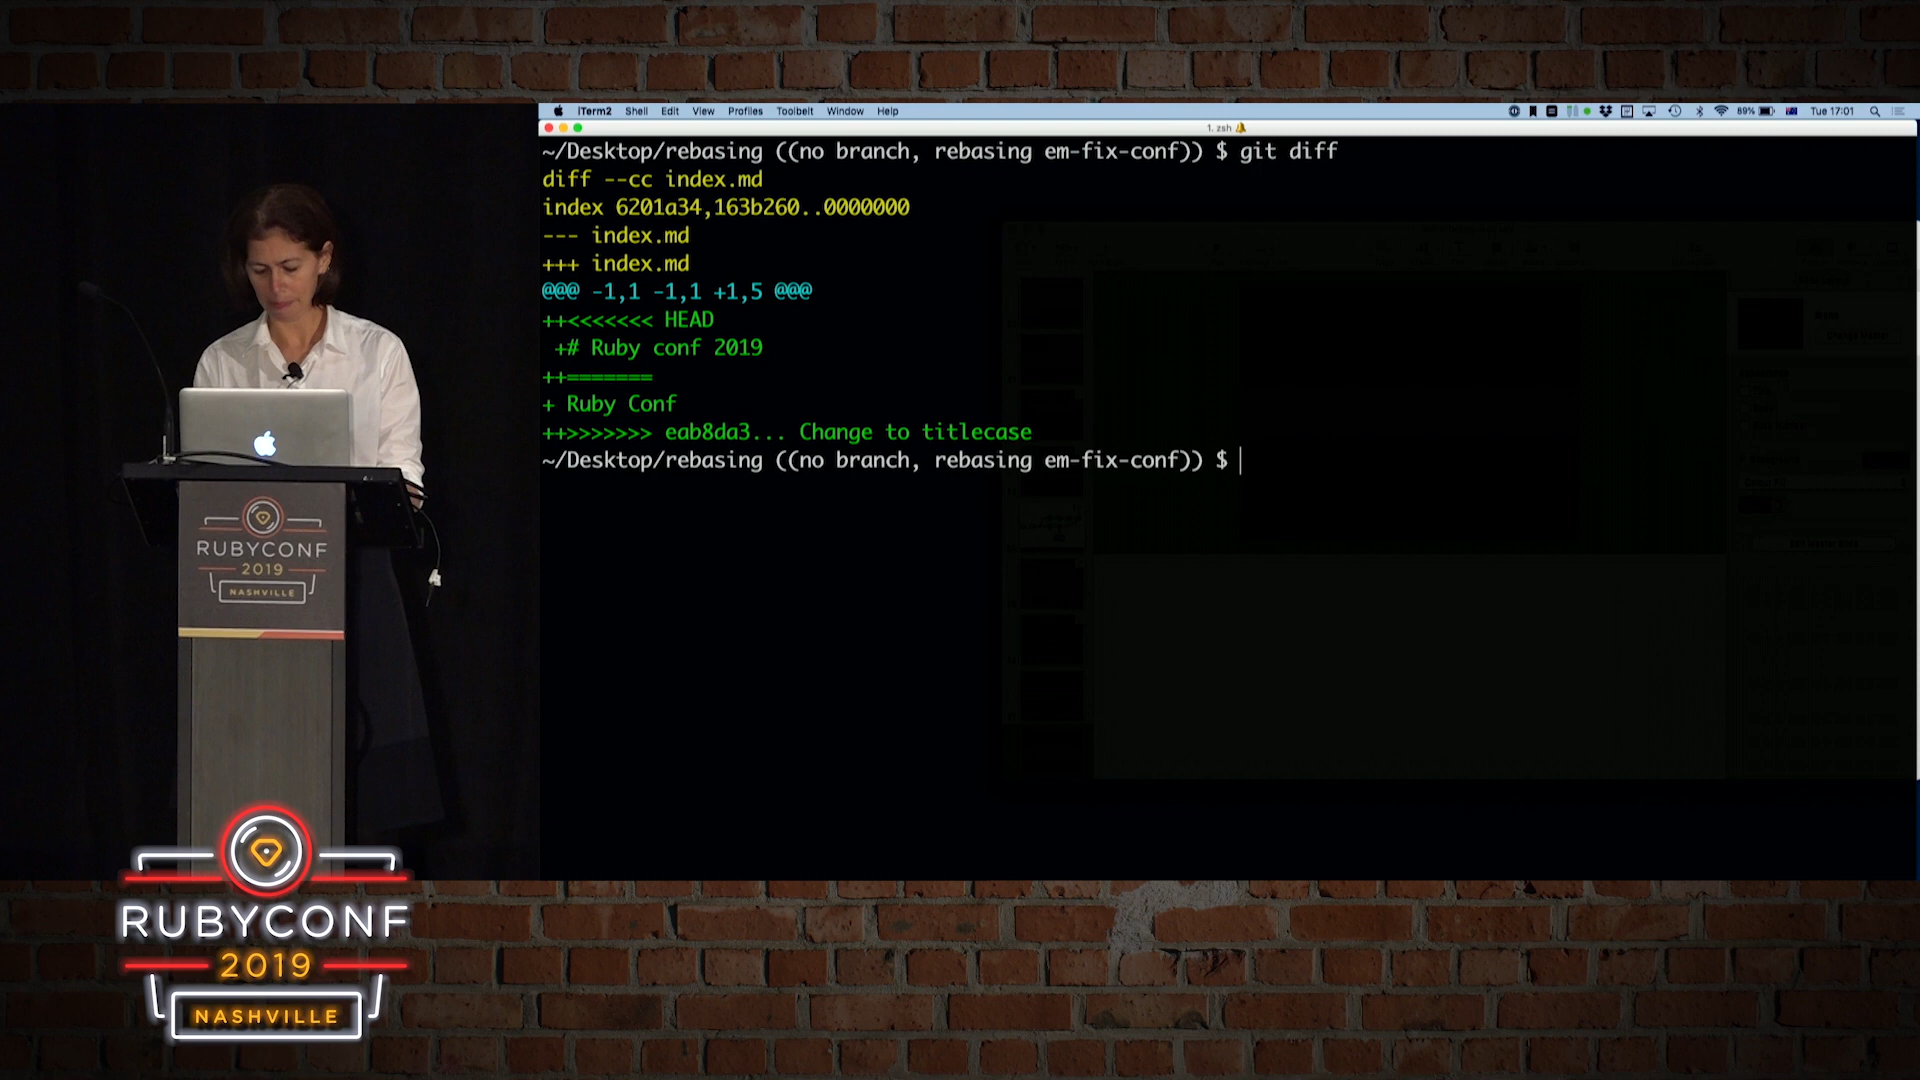 iTerm2 Shell Edit View Profiles Toolbelt Window Help 89% Tue 17:01
1. zsh
~/Desktop/rebasing ((no branch, rebasing em-fix-conf)) $ git diff
diff --cc index.md
index 6201a34,163b260..0000000
--- index.md
+++ index.md
@@@ -1,1 -1,1 +1,5 @@@
++<<<<<<< HEAD
 +# Ruby conf 2019
++=======
+ Ruby Conf
++>>>>>>> eab8da3... Change to titlecase
~/Desktop/rebasing ((no branch, rebasing em-fix-conf)) $
RUBYCONF
2019
NASHVILLE
RUBYCONF
2019
NASHVILLE